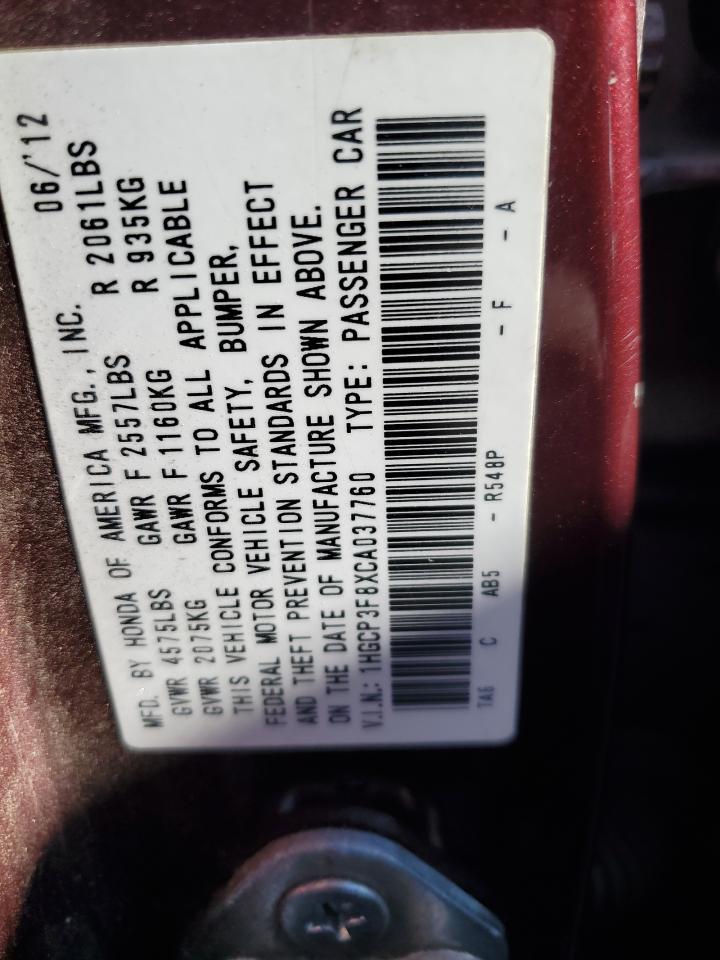 MFD. BY HONDA OF AMERICA MFG., INC. 06/'12
GVWR 4575LBS GAWR F 2557LBS R 2061LBS
GVWR 2075KG GAWR F 1160KG R 935KG
THIS VEHICLE CONFORMS TO ALL APPLICABLE
FEDERAL MOTOR VEHICLE SAFETY, BUMPER,
AND THEFT PREVENTION STANDARDS IN EFFECT
ON THE DATE OF MANUFACTURE SHOWN ABOVE.
V.I.N.: 1HGCP3F8XCA037760 TYPE: PASSENGER CAR
TA6 C AB5 - R548P - F - A